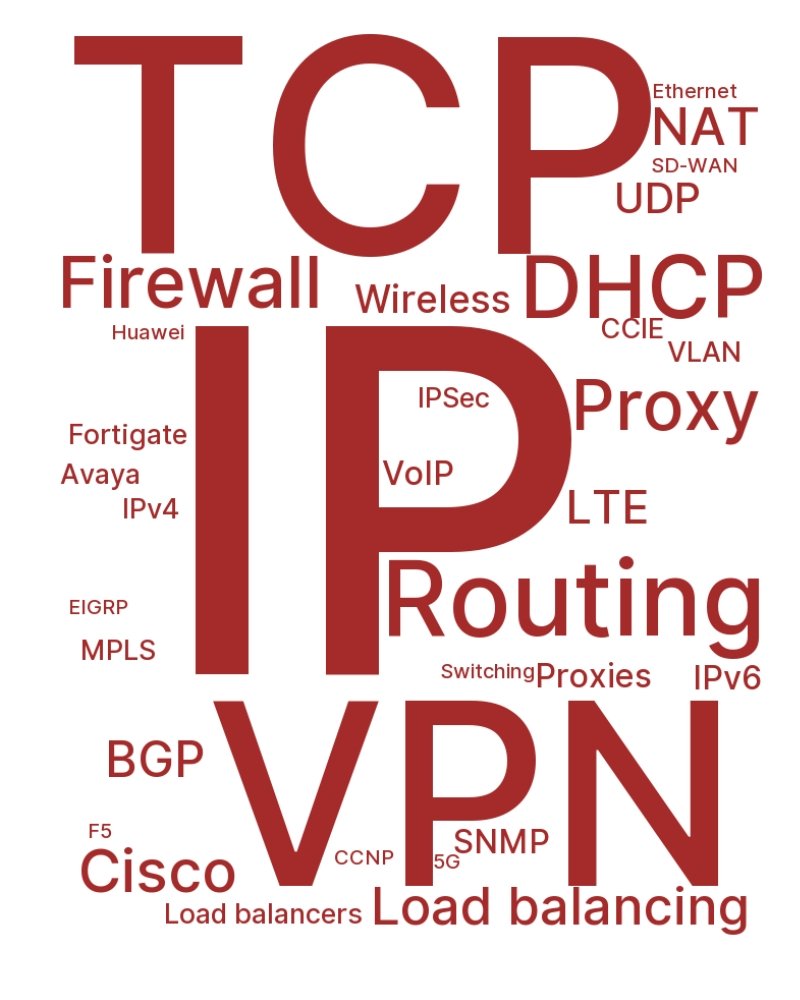 TCP
Ethernet
NAT
SD-WAN
UDP
Firewall
Wireless
DHCP
Huawei
CCIE
VLAN
IP
IPSec
Proxy
Fortigate
VoIP
Avaya
IPv4
LTE
Routing
EIGRP
MPLS
Switching
Proxies
IPv6
VPN
BGP
F5
SNMP
Cisco
CCNP
5G
Load balancers
Load balancing